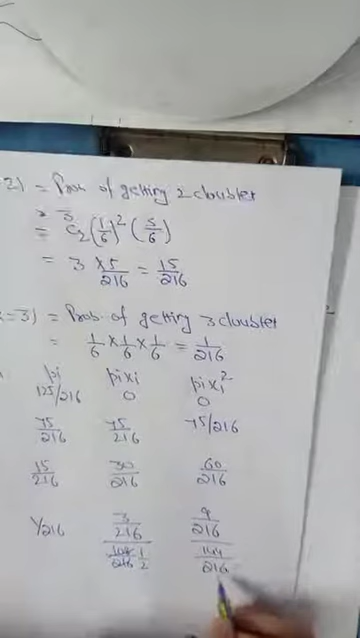 2) = Prob. of getting 2 doublet
= ³C₂ (1/6)² (5/6)
= 3 × 5/216 = 15/216
x=3) = Prob. of getting 3 doublet
= 1/6 × 1/6 × 1/6 = 1/216
pi pixi pixi²
125/216 0 0
75/216 75/216 75/216
15/216 30/216 60/216
1/216 3/216 9/216
108/216 1/2 144/216